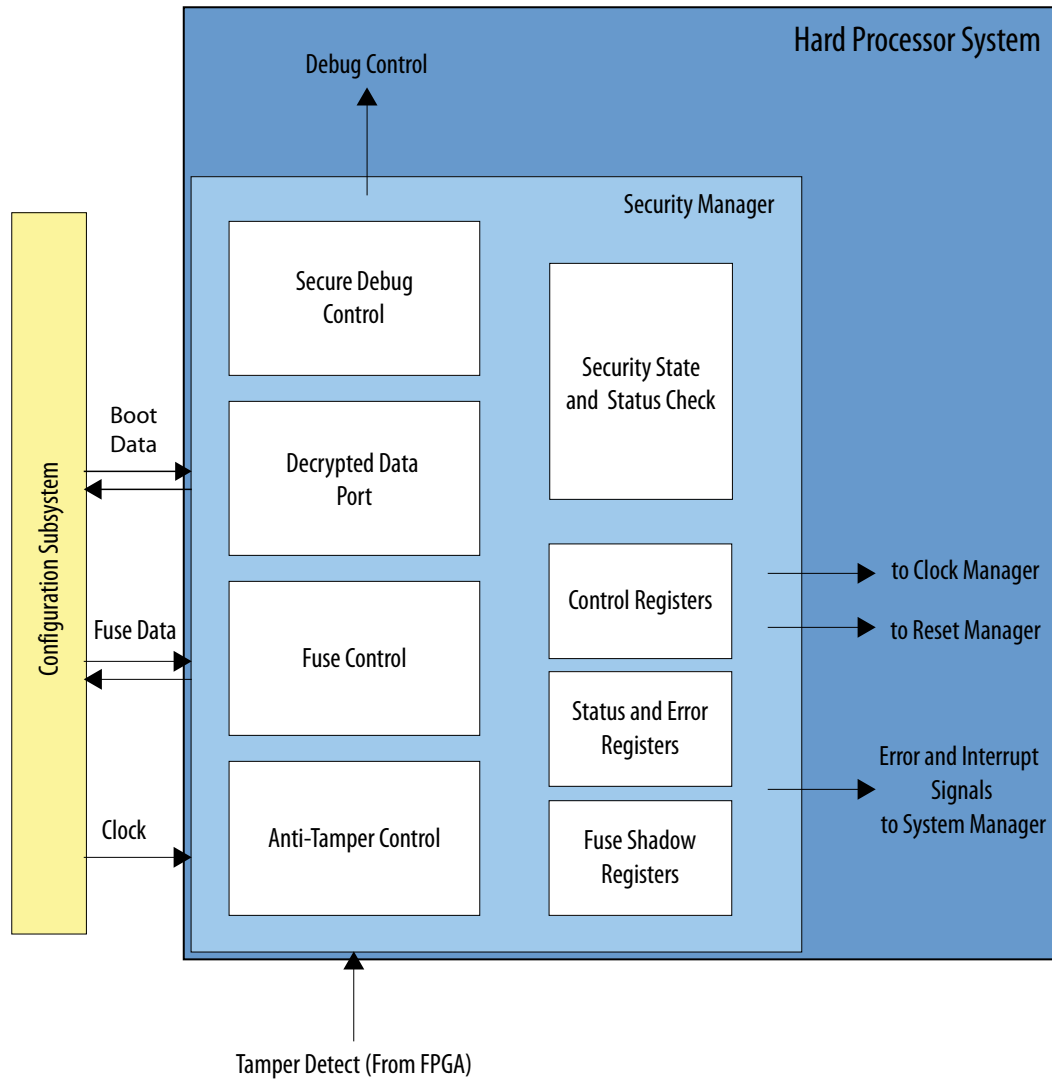 Hard Processor System
Debug Control
Security Manager
Secure Debug
Control
Security State
and Status Check
Boot
Data
Decrypted Data
Port
Configuration Subsystem
Control Registers
to Clock Manager
to Reset Manager
Fuse Data
Fuse Control
Status and Error
Registers
Error and Interrupt
Signals
to System Manager
Clock
Anti-Tamper Control
Fuse Shadow
Registers
Tamper Detect (From FPGA)